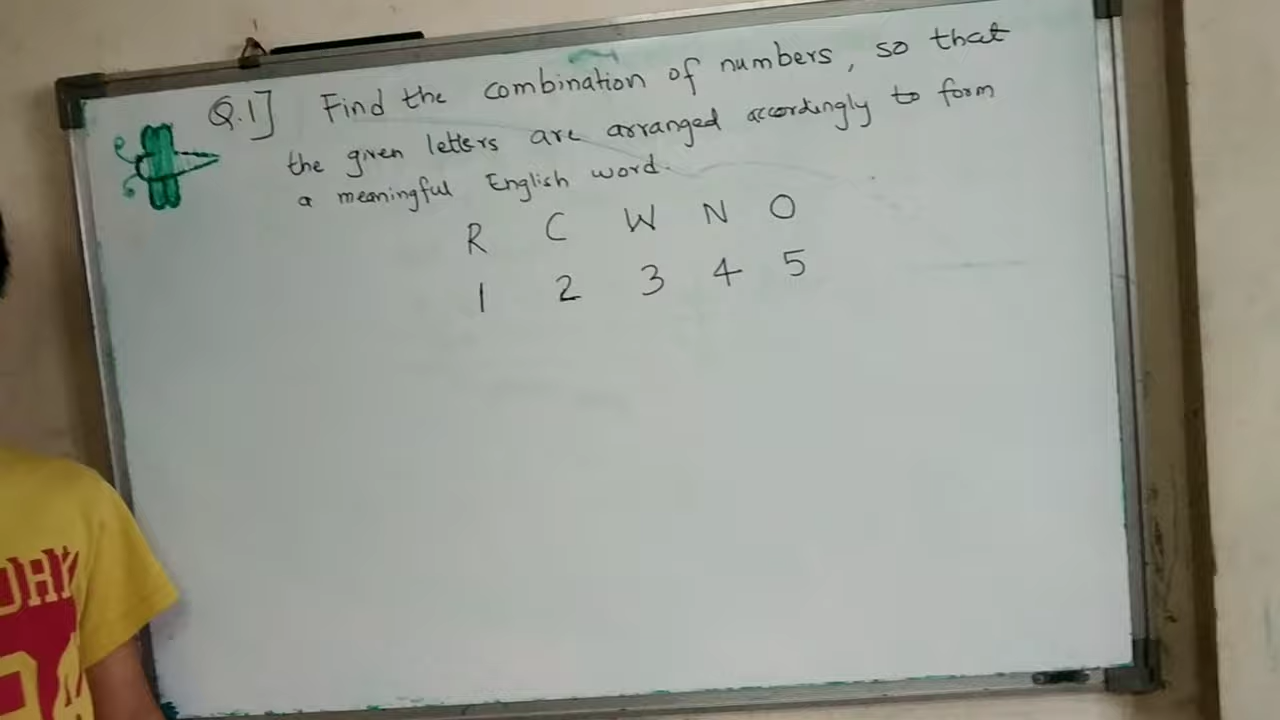 Q.1] Find the combination of numbers, so that
the given letters are arranged accordingly to form
a meaningful English word.
R C W N O
1 2 3 4 5